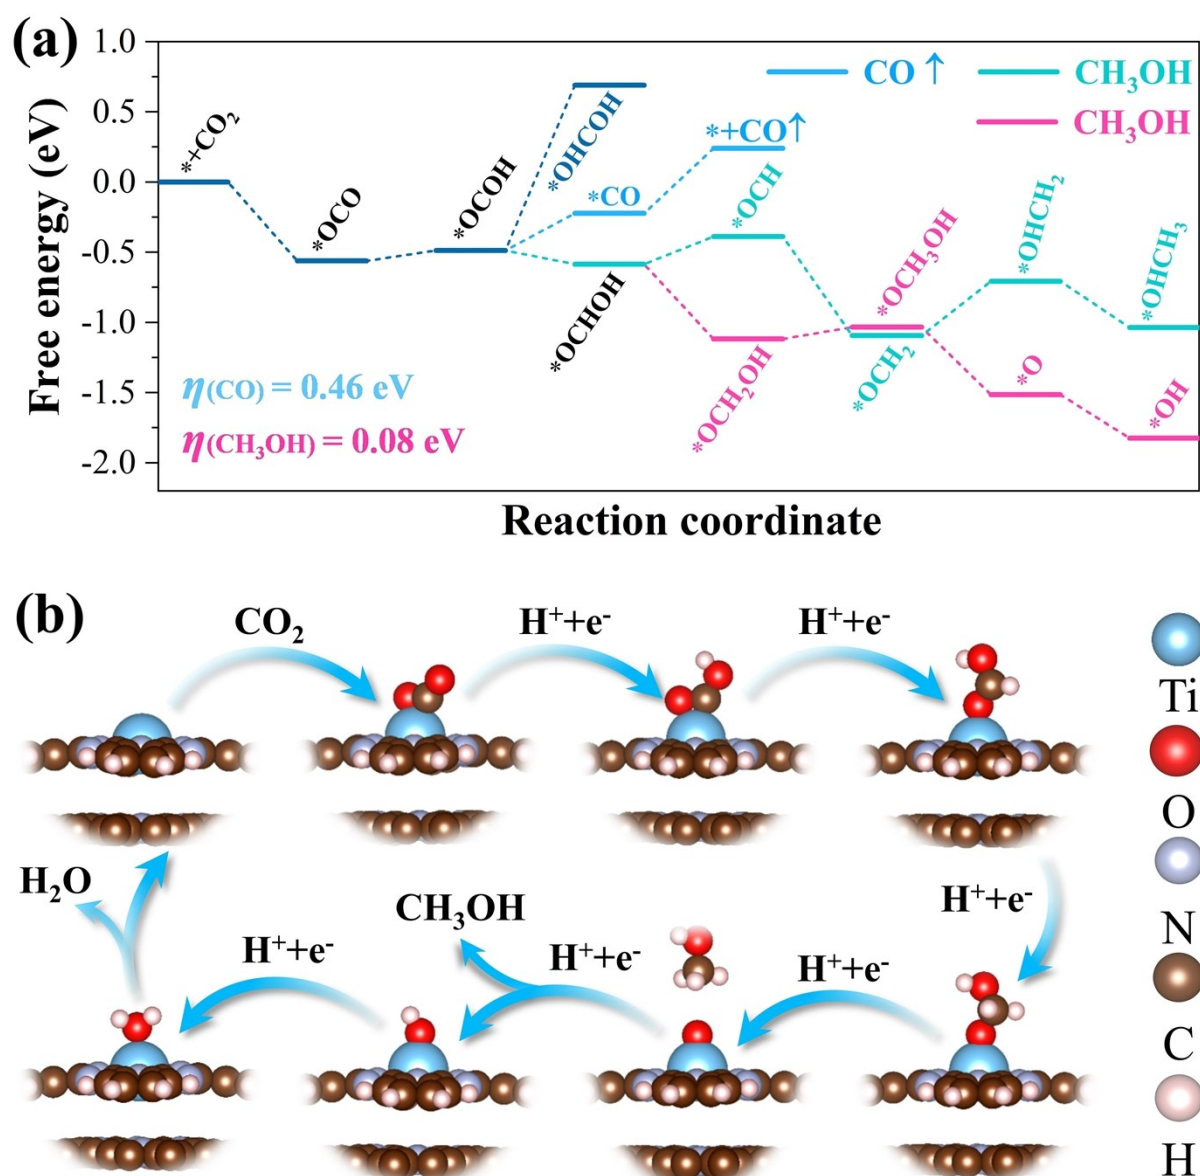 (a)
Free energy (eV)
1.0
0.5
0.0
-0.5
-1.0
-1.5
-2.0
CO ↑
CH₃OH
CH₃OH
*+CO₂
*OCO
*OCOH
*OHCOH
*CO
*OCHOH
*+CO↑
*OCH
*OCH₂OH
*OCH₃OH
*OCH₂
*OHCH₂
*O
*OHCH₃
*OH
η(CO) = 0.46 eV
η(CH₃OH) = 0.08 eV
Reaction coordinate
(b)
CO₂
H⁺+e⁻
H⁺+e⁻
H₂O
CH₃OH
H⁺+e⁻
H⁺+e⁻
H⁺+e⁻
H⁺+e⁻
Ti
O
N
C
H